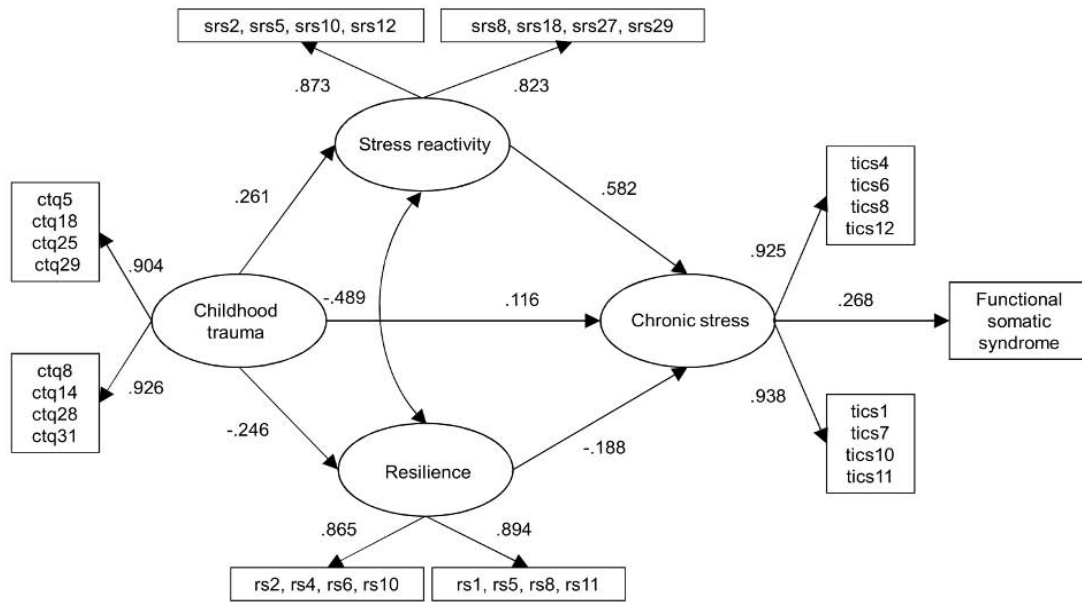 srs2, srs5, srs10, srs12
srs8, srs18, srs27, srs29
.873
.823
Stress reactivity
ctq5
ctq18
ctq25
ctq29
.904
.261
.582
tics4
tics6
tics8
tics12
.925
Childhood
trauma
-.489
.116
Chronic stress
.268
Functional
somatic
syndrome
ctq8
ctq14
ctq28
ctq31
.926
-.246
Resilience
-.188
.938
tics1
tics7
tics10
tics11
.865
.894
rs2, rs4, rs6, rs10
rs1, rs5, rs8, rs11